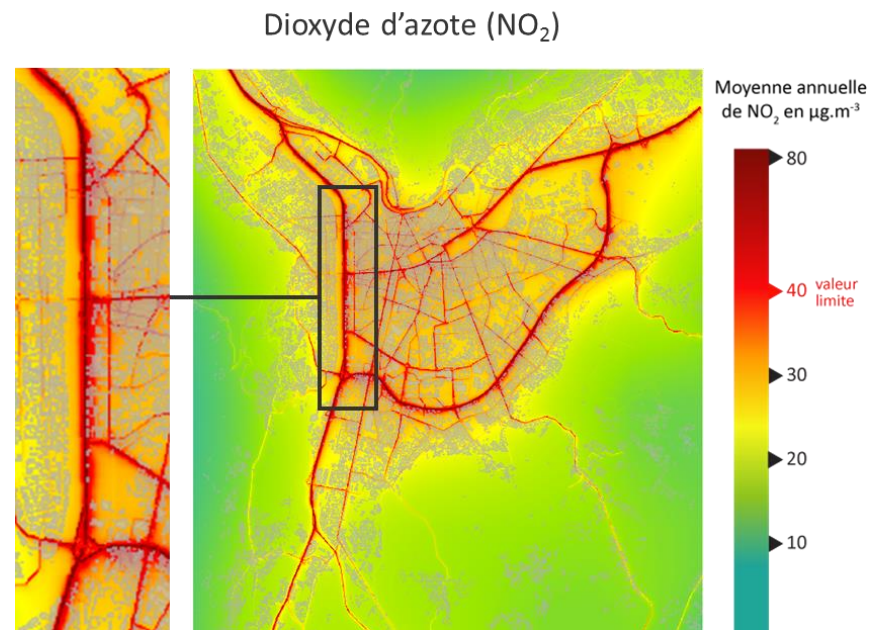 Dioxyde d'azote (NO₂)
Moyenne annuelle
de NO₂ en µg.m⁻³
80
40 valeur
limite
30
20
10